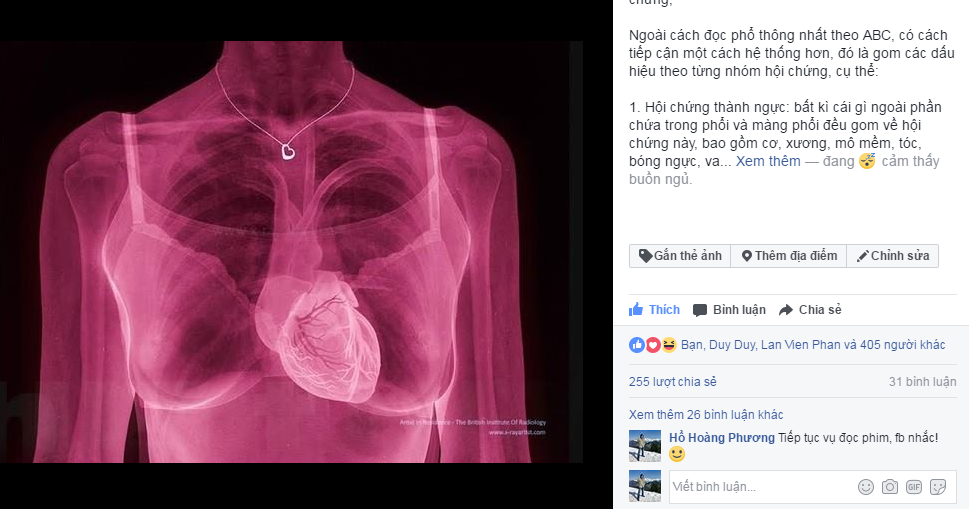 chứng,
Ngoài cách đọc phổ thông nhất theo ABC, có cách
tiếp cận một cách hệ thống hơn, đó là gom các dấu
hiệu theo từng nhóm hội chứng, cụ thể:
1. Hội chứng thành ngực: bất kì cái gì ngoài phần
chứa trong phổi và màng phổi đều gom về hội
chứng này, bao gồm cơ, xương, mô mềm, tóc,
bóng ngực, va... Xem thêm — đang cảm thấy
buồn ngủ.
Gắn thẻ ảnh Thêm địa điểm Chỉnh sửa
Thích Bình luận Chia sẻ
Bạn, Duy Duy, Lan Vien Phan và 405 người khác
255 lượt chia sẻ 31 bình luận
Xem thêm 26 bình luận khác
Hồ Hoàng Phương Tiếp tục vụ đọc phim, fb nhắc!
Viết bình luận...
GIF
Artist in Residence - The British Institute Of Radiology
www.x-rayartist.com